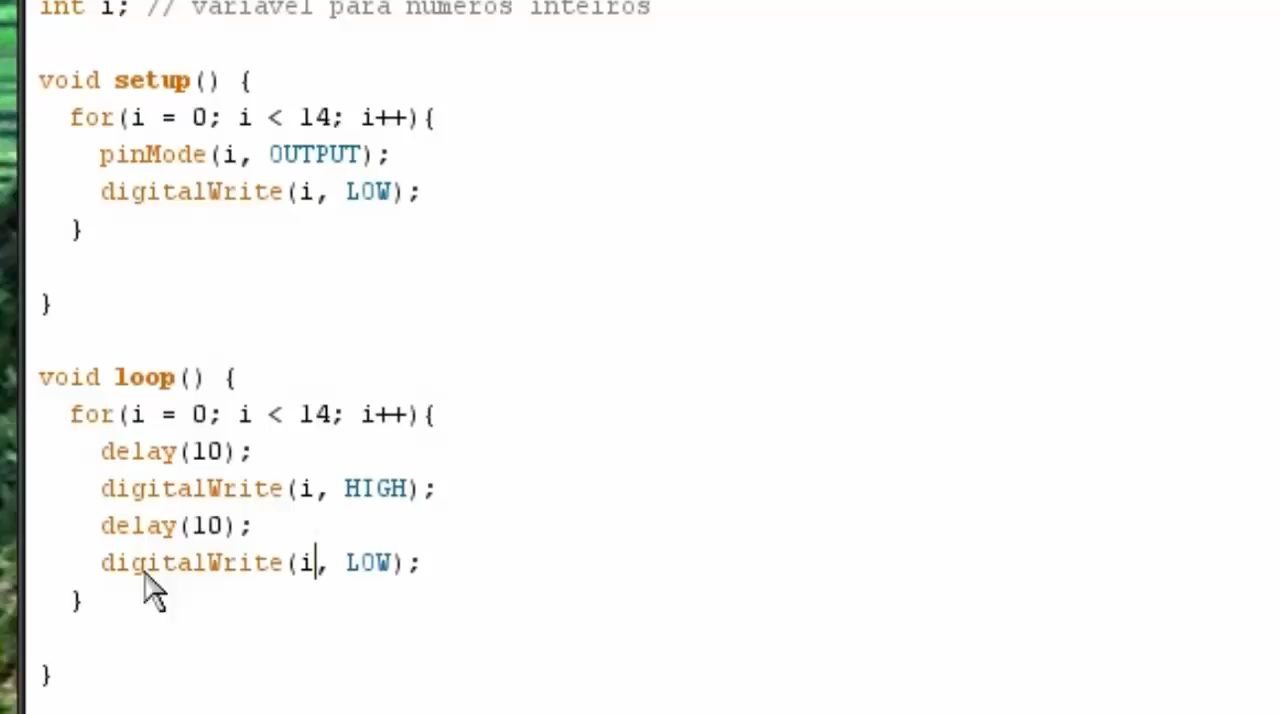 int i; // variavel para numeros inteiros
void setup() {
for(i = 0; i < 14; i++){
pinMode(i, OUTPUT);
digitalWrite(i, LOW);
}
}
void loop() {
for(i = 0; i < 14; i++){
delay(10);
digitalWrite(i, HIGH);
delay(10);
digitalWrite(i, LOW);
}
}